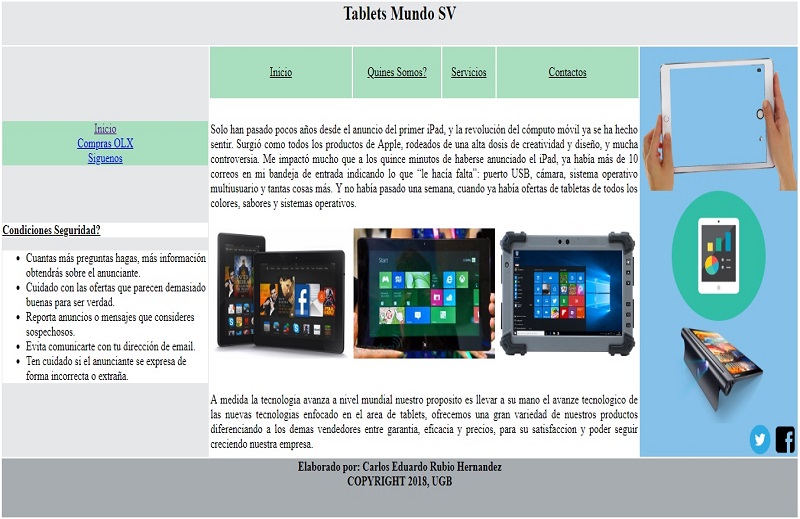 Tablets Mundo SV
Inicio
Quines Somos?
Servicios
Contactos
Inicio
Compras OLX
Siguenos
Condiciones Seguridad?
Cuantas más preguntas hagas, más información
obtendrás sobre el anunciante.
Cuidado con las ofertas que parecen demasiado
buenas para ser verdad.
Reporta anuncios o mensajes que consideres
sospechosos.
Evita comunicarte con tu dirección de email.
Ten cuidado si el anunciante se expresa de
forma incorrecta o extraña.
Solo han pasado pocos años desde el anuncio del primer iPad, y la revolución del cómputo móvil ya se ha hecho
sentir. Surgió como todos los productos de Apple, rodeados de una alta dosis de creatividad y diseño, y mucha
controversia. Me impactó mucho que a los quince minutos de haberse anunciado el iPad, ya había más de 10
correos en mi bandeja de entrada indicando lo que “le hacía falta”: puerto USB, cámara, sistema operativo
multiusuario y tantas cosas más. Y no había pasado una semana, cuando ya había ofertas de tabletas de todos los
colores, sabores y sistemas operativos.
Start
A medida la tecnologia avanza a nivel mundial nuestro proposito es llevar a su mano el avanze tecnologico de
las nuevas tecnologias enfocado en el area de tablets, ofrecemos una gran variedad de nuestros productos
diferenciando a los demas vendedores entre garantia, eficacia y precios, para su satisfaccion y poder seguir
creciendo nuestra empresa.
Elaborado por: Carlos Eduardo Rubio Hernandez
COPYRIGHT 2018, UGB